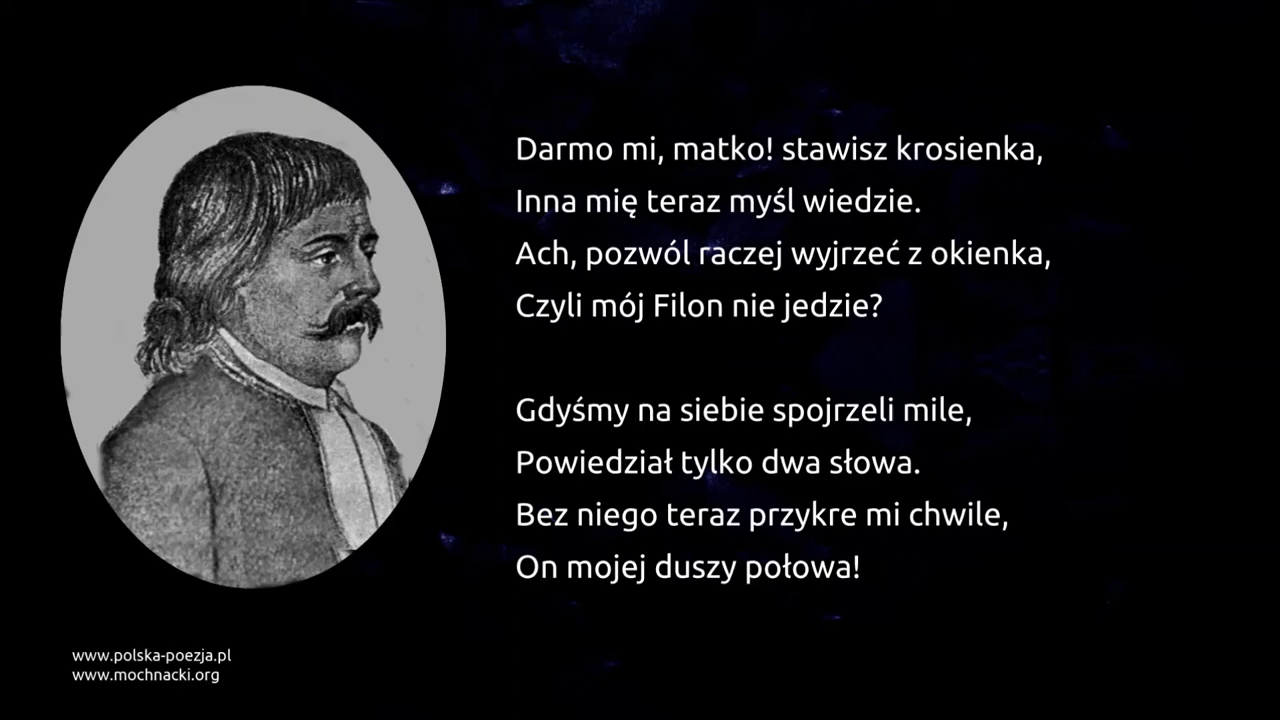 Darmo mi, matko! stawisz krosienka,
Inna mię teraz myśl wiedzie.
Ach, pozwól raczej wyjrzeć z okienka,
Czyli mój Filon nie jedzie?
Gdyśmy na siebie spojrzeli mile,
Powiedział tylko dwa słowa.
Bez niego teraz przykre mi chwile,
On mojej duszy połowa!
www.polska-poezja.pl
www.mochnacki.org